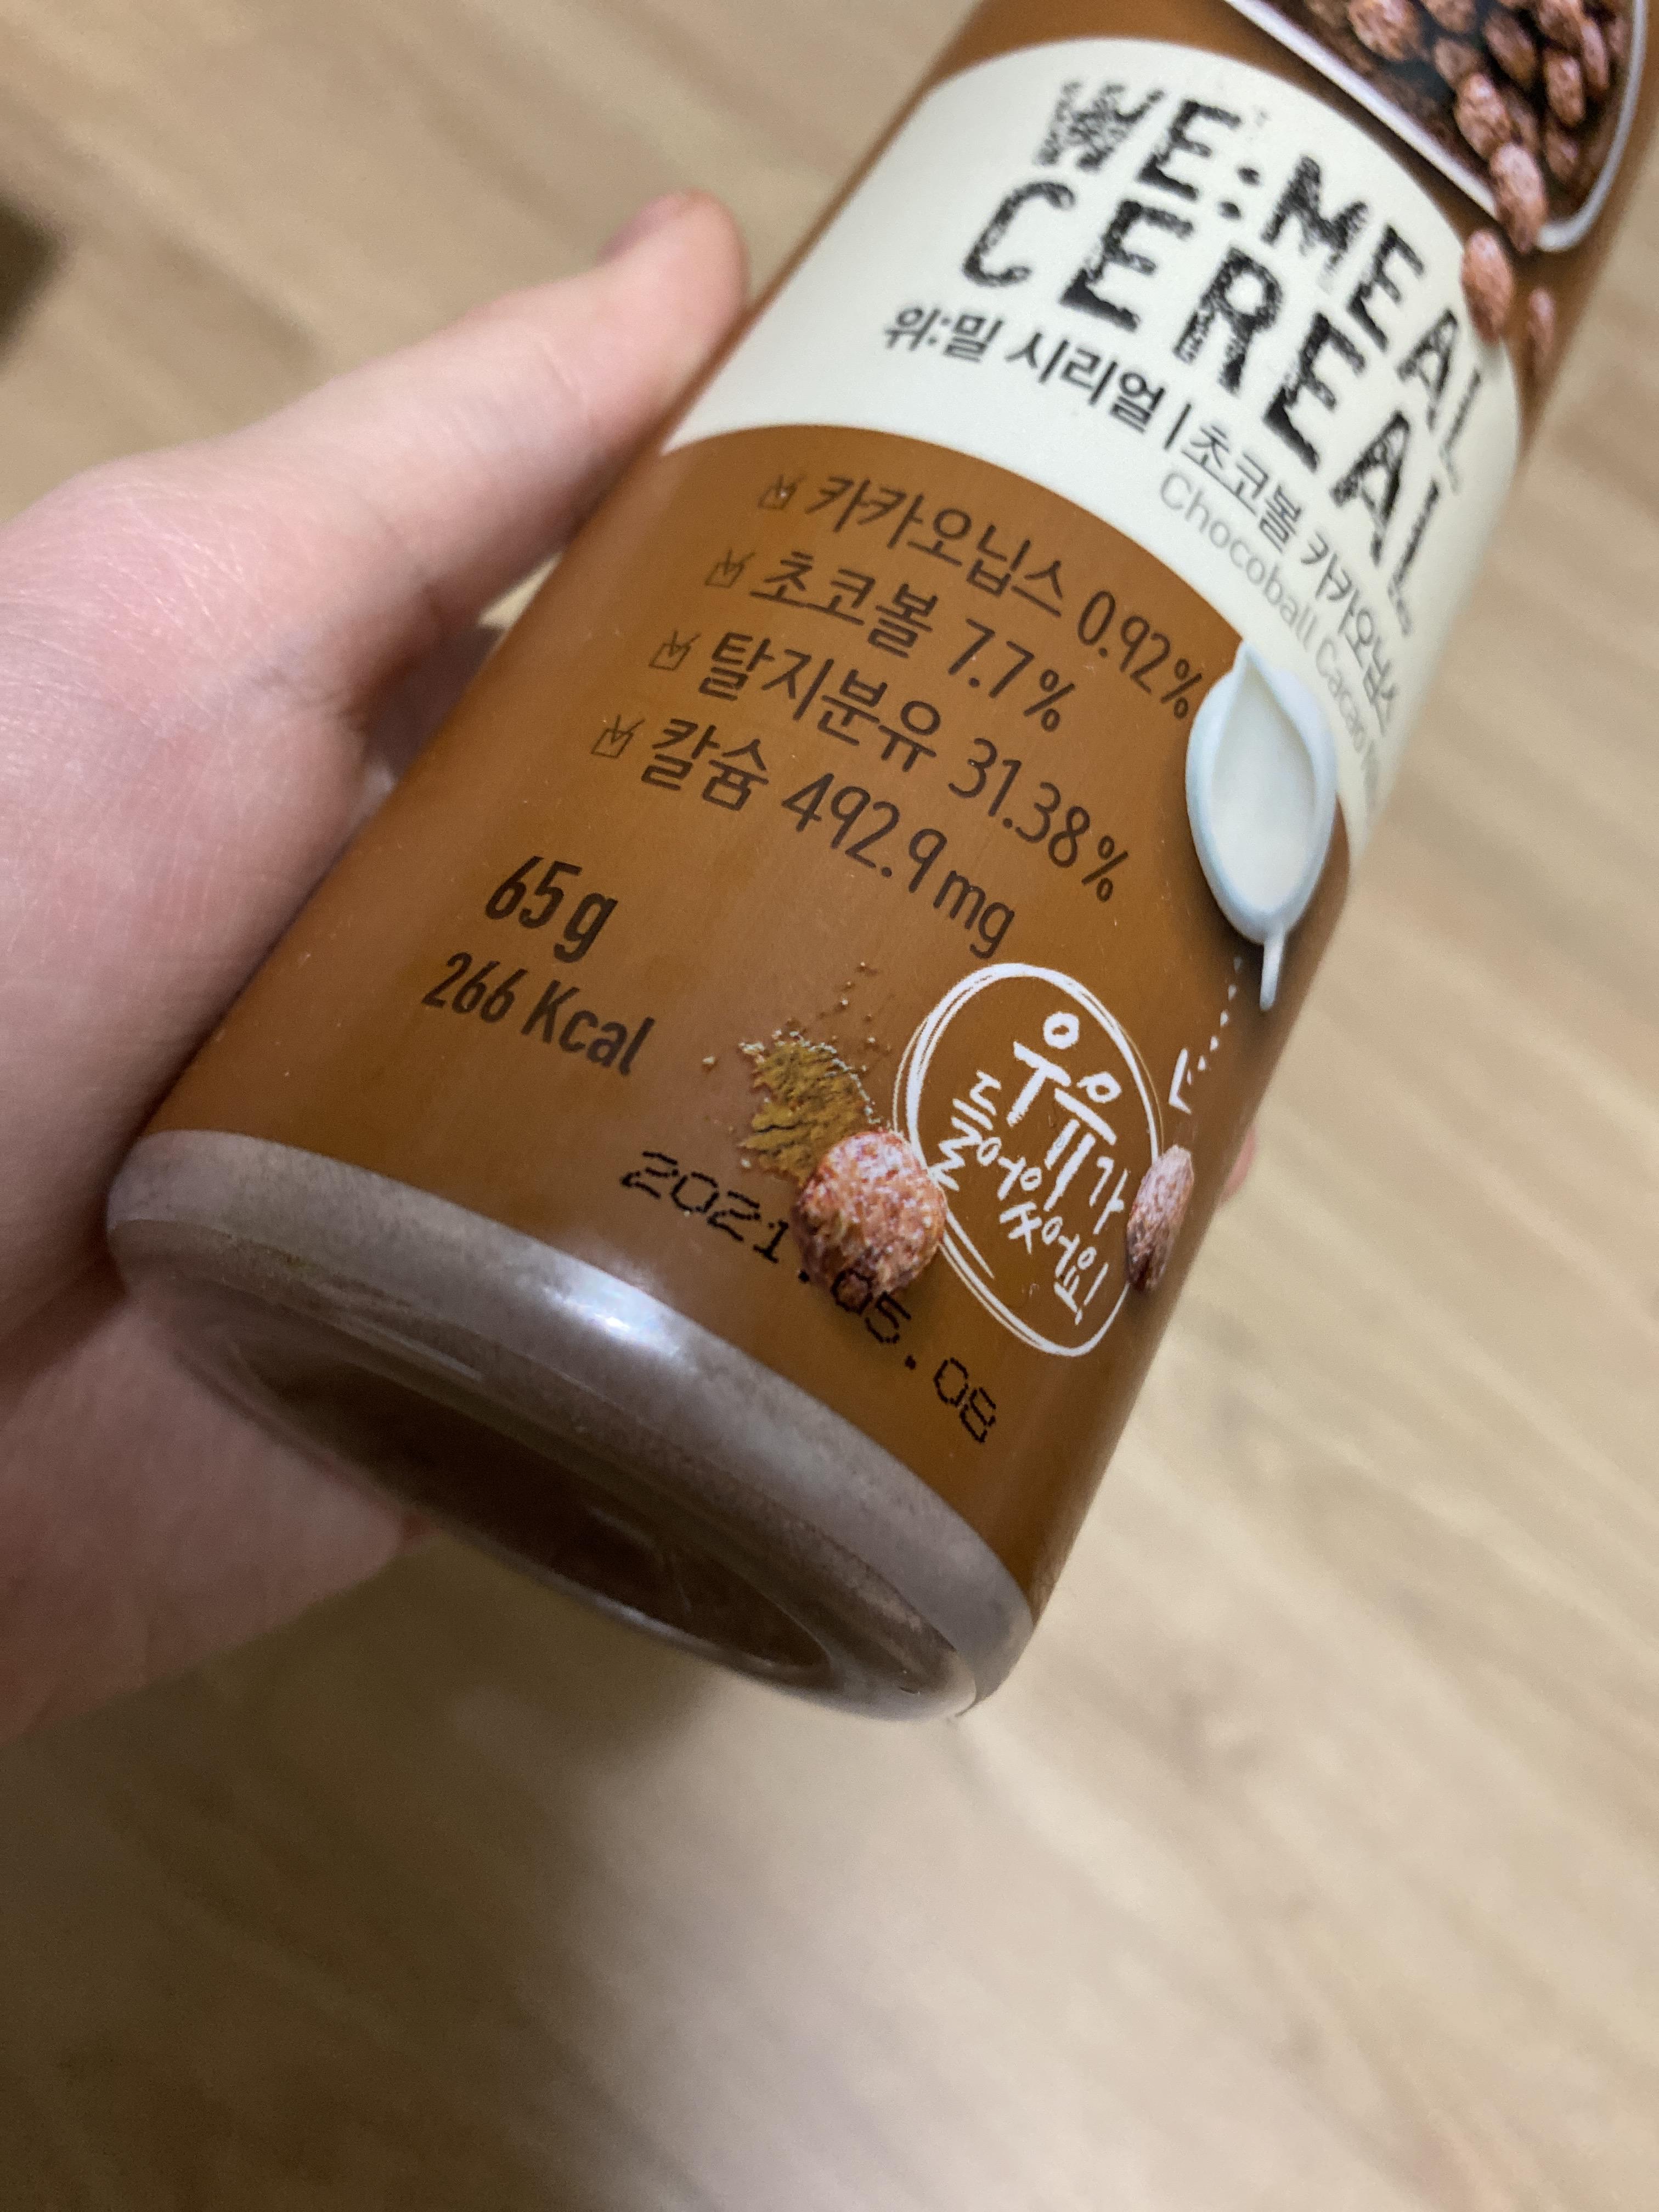 WE:MEAL
CEREAL
위:밀 시리얼 | 초코볼 카카오닙스
Chocoball Cacao
카카오닙스 0.92%
초코볼 7.7%
탈지분유 31.38%
칼슘 492.9mg
65g
266 Kcal
우유가
들어있
어요!
2021.05.08